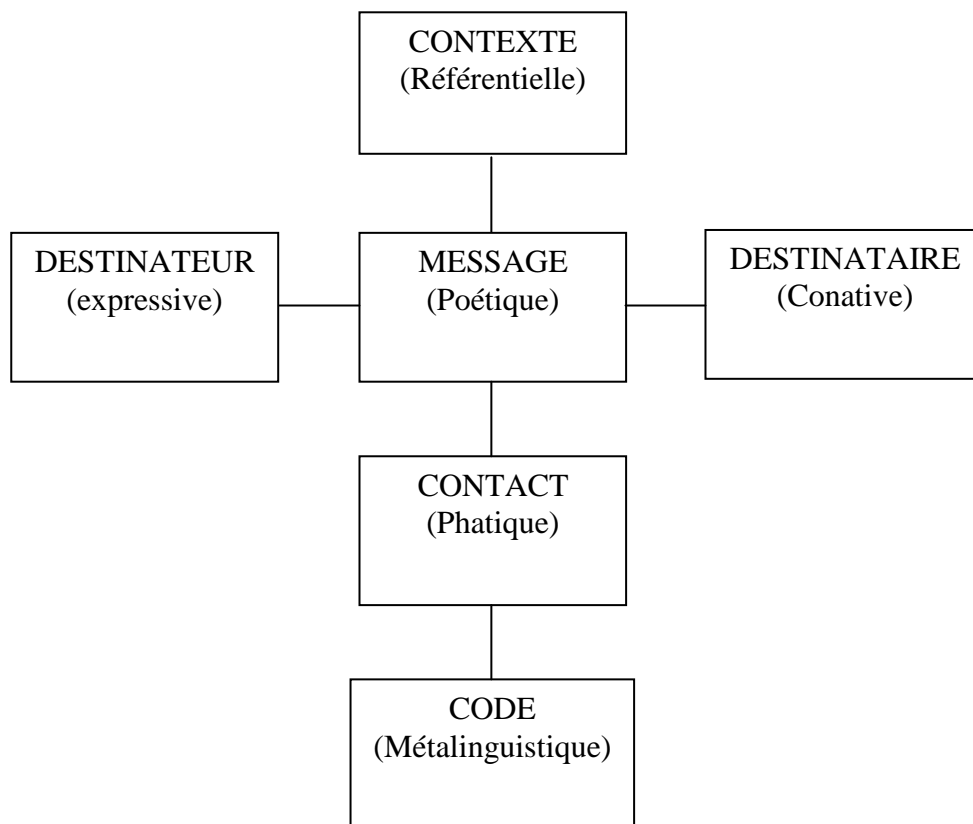 CONTEXTE
(Référentielle)
DESTINATEUR
(expressive)
MESSAGE
(Poétique)
DESTINATAIRE
(Conative)
CONTACT
(Phatique)
CODE
(Métalinguistique)